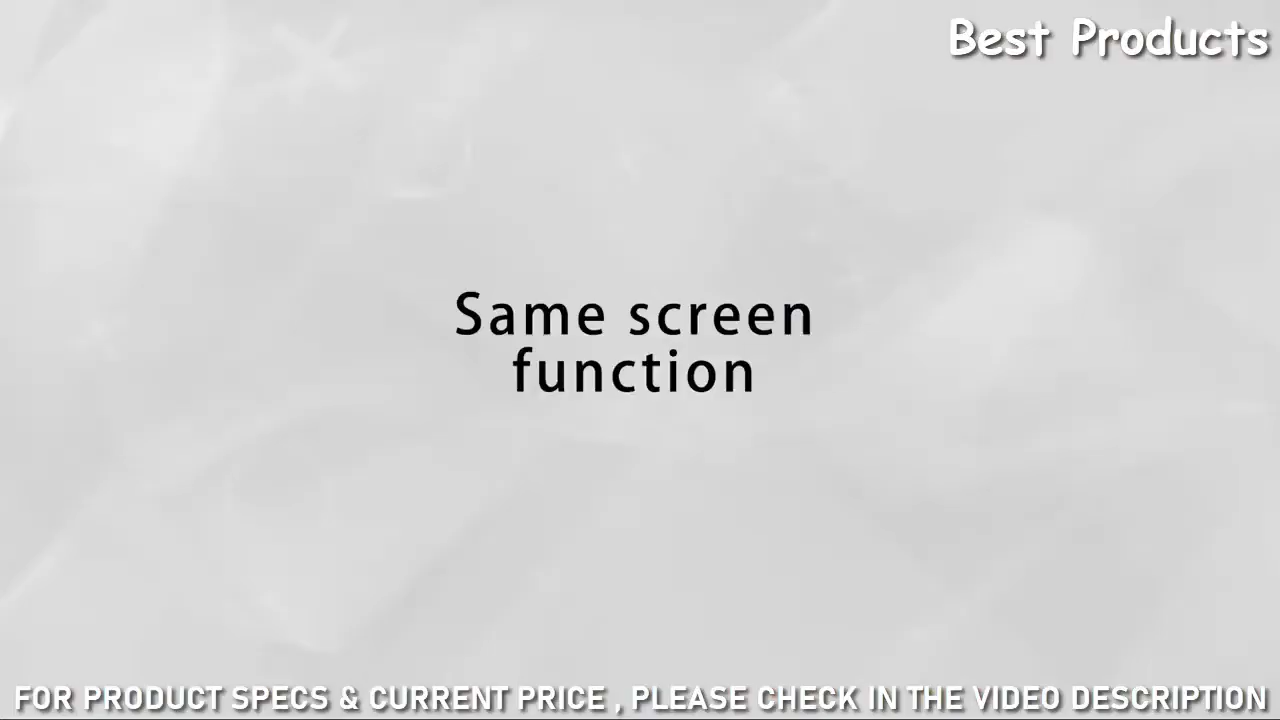 Best Products
Same screen
function
FOR PRODUCT SPECS & CURRENT PRICE , PLEASE CHECK IN THE VIDEO DESCRIPTION